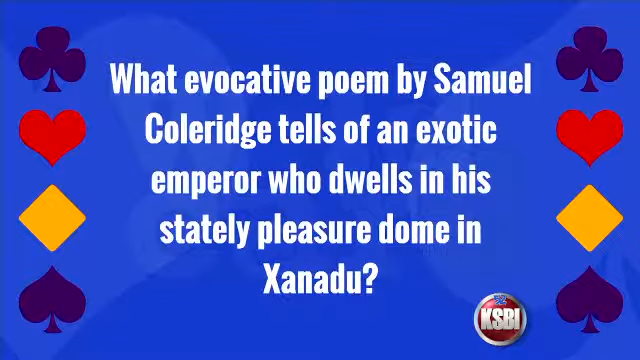 What evocative poem by Samuel
Coleridge tells of an exotic
emperor who dwells in his
stately pleasure dome in
Xanadu?
52
KSBI